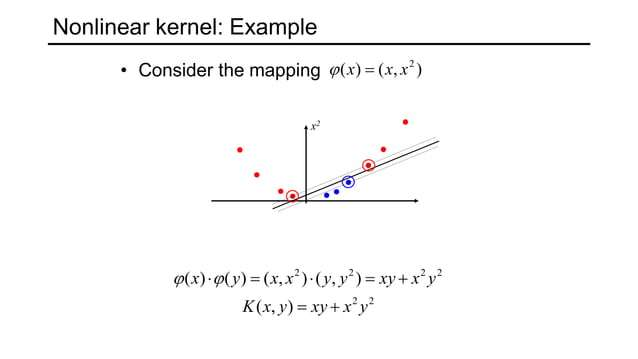 Nonlinear kernel: Example
• Consider the mapping φ(x) = (x, x²)
x²
φ(x)·φ(y) = (x, x²)·(y, y²) = xy + x²y²
K(x, y) = xy + x²y²